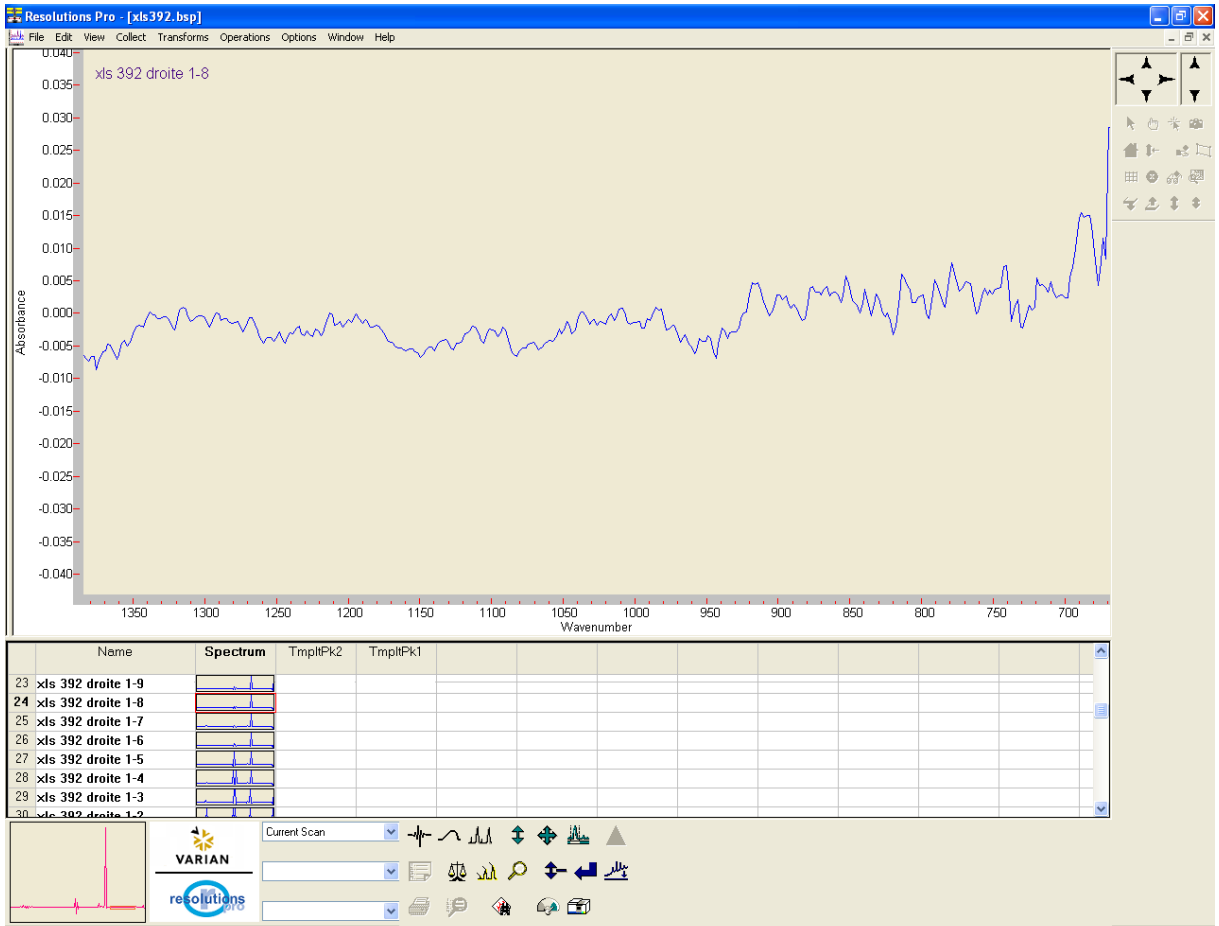 Resolutions Pro - [xls392.bsp]
File Edit View Collect Transforms Operations Options Window Help
xls 392 droite 1-8
0.040
0.035
0.030
0.025
0.020
0.015
0.010
0.005
0.000
-0.005
-0.010
-0.015
-0.020
-0.025
-0.030
-0.035
-0.040
Absorbance
1350 1300 1250 1200 1150 1100 1050 1000 950 900 850 800 750 700
Wavenumber
Name Spectrum TmpltPk2 TmpltPk1
23 xls 392 droite 1-9
24 xls 392 droite 1-8
25 xls 392 droite 1-7
26 xls 392 droite 1-6
27 xls 392 droite 1-5
28 xls 392 droite 1-4
29 xls 392 droite 1-3
30 xls 392 droite 1-2
VARIAN
resolutions
pro
Current Scan